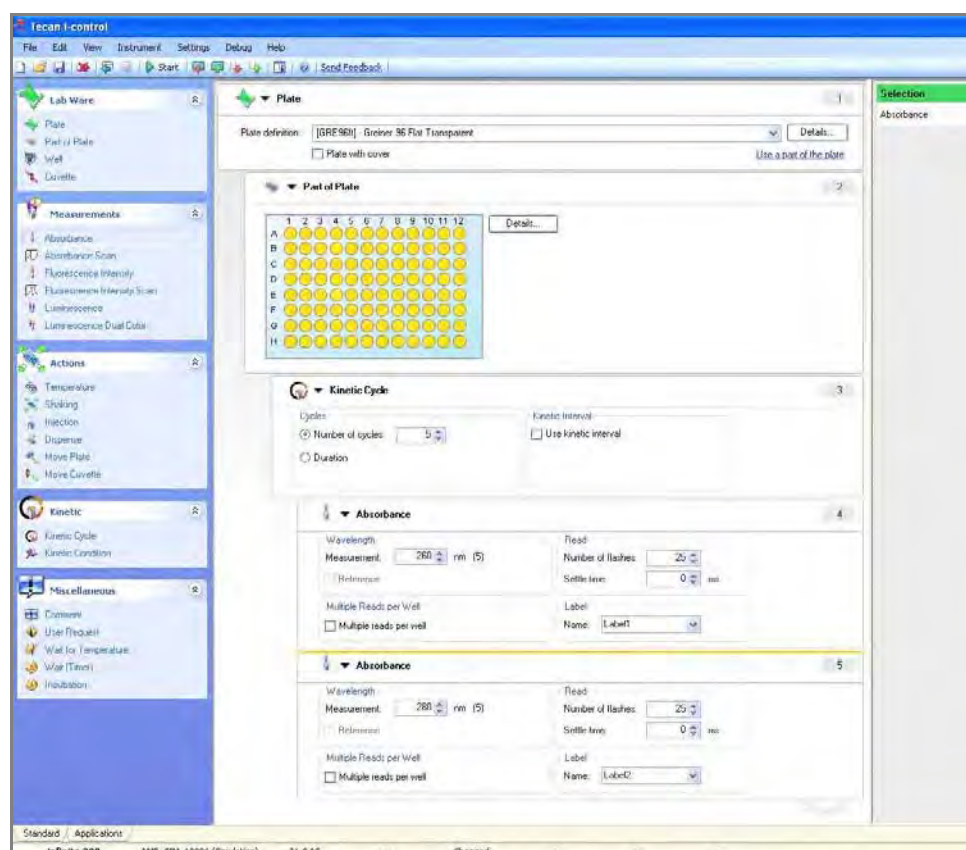 Tecan i-control
File Edit View Instrument Settings Debug Help
Start Send Feedback
Lab Ware
Plate
Part of Plate
Well
Cuvette
Measurements
Absorbance
Absorbance Scan
Fluorescence Intensity
Fluorescence Intensity Scan
Luminescence
Luminescence Dual Color
Actions
Temperature
Shaking
Injection
Dispense
Move Plate
Move Cuvette
Kinetic
Kinetic Cycle
Kinetic Condition
Miscellaneous
Comment
User Request
Wait for Temperature
Wait (Timer)
Incubation
Plate 1
Plate definition [GRE96ft] - Greiner 96 Flat Transparent Details...
Plate with cover Use a part of the plate
Part of Plate 2
1 2 3 4 5 6 7 8 9 10 11 12
Details...
A
B
C
D
E
F
G
H
Kinetic Cycle 3
Cycles Kinetic Interval
Number of cycles 5 Use kinetic interval
Duration
Absorbance 4
Wavelength Read
Measurement 260 nm (5) Number of flashes 25
Reference Settle time 0 ms
Multiple Reads per Well Label
Multiple reads per well Name: Label1
Absorbance 5
Wavelength Read
Measurement 280 nm (5) Number of flashes 25
Reference Settle time 0 ms
Multiple Reads per Well Label
Multiple reads per well Name: Label2
Selection
Absorbance
Standard Applications